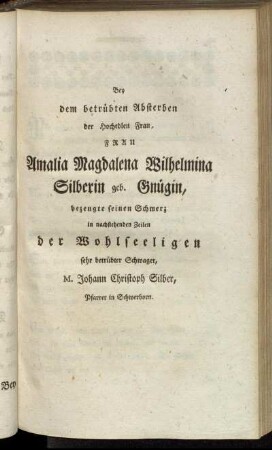 Bey
dem betrübten Absterben
der Hochedlen Frau,
FRAU
Amalia Magdalena Wilhelmina
Silberin geb. Gnügin,
bezeugte seinen Schmerz
in nachstehenden Zeilen
der Wohlseeligen
sehr betrübter Schwager,
M. Johann Christoph Silber,
Pfarrer in
Bey